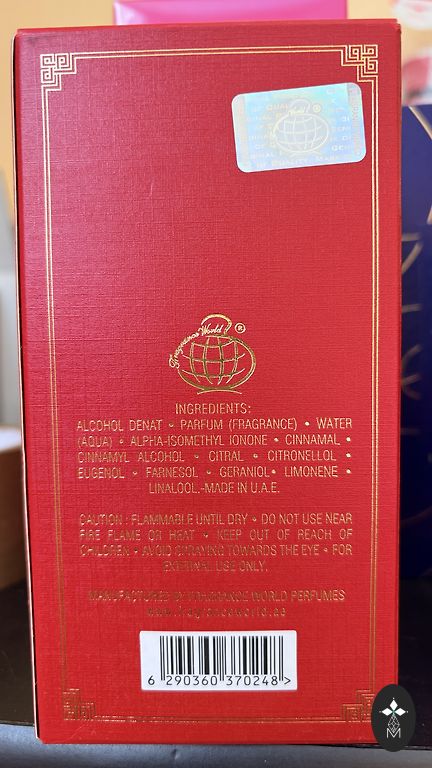 Fragrance World ®
INGREDIENTS:
ALCOHOL DENAT • PARFUM (FRAGRANCE) • WATER
(AQUA) • ALPHA-ISOMETHYL IONONE • CINNAMAL •
CINNAMYL ALCOHOL • CITRAL • CITRONELLOL •
EUGENOL • FARNESOL • GERANIOL• LIMONENE •
LINALOOL.-MADE IN U.A.E.
CAUTION : FLAMMABLE UNTIL DRY • DO NOT USE NEAR
FIRE FLAME OR HEAT • KEEP OUT OF REACH OF
CHILDREN • AVOID SPRAYING TOWARDS THE EYE • FOR
EXTERNAL USE ONLY.
MANUFACTURED BY FRAGRANCE WORLD PERFUMES
www.fragranceworld.ae
6 290360 370248 >